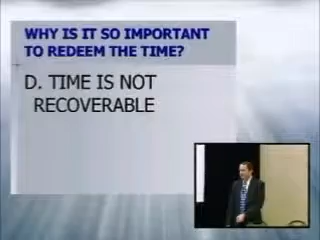 WHY IS IT SO IMPORTANT
TO REDEEM THE TIME?
D. TIME IS NOT
RECOVERABLE